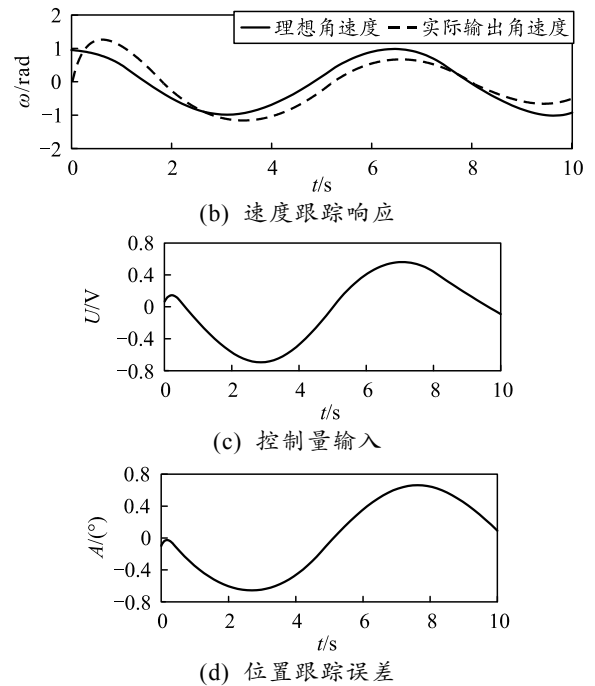 2
1
0
−1
−2
ω/rad
理想角速度
实际输出角速度
0 2 4 6 8 10
t/s
(b) 速度跟踪响应
0.8
0.4
0
−0.4
−0.8
U/V
0 2 4 6 8 10
t/s
(c) 控制量输入
0.8
0.4
0
−0.4
−0.8
A/(°)
0 2 4 6 8 10
t/s
(d) 位置跟踪误差